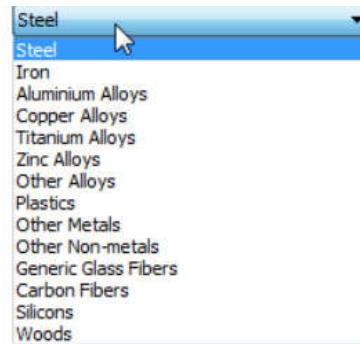 Steel
Steel
Iron
Aluminium Alloys
Copper Alloys
Titanium Alloys
Zinc Alloys
Other Alloys
Plastics
Other Metals
Other Non-metals
Generic Glass Fibers
Carbon Fibers
Silicons
Woods